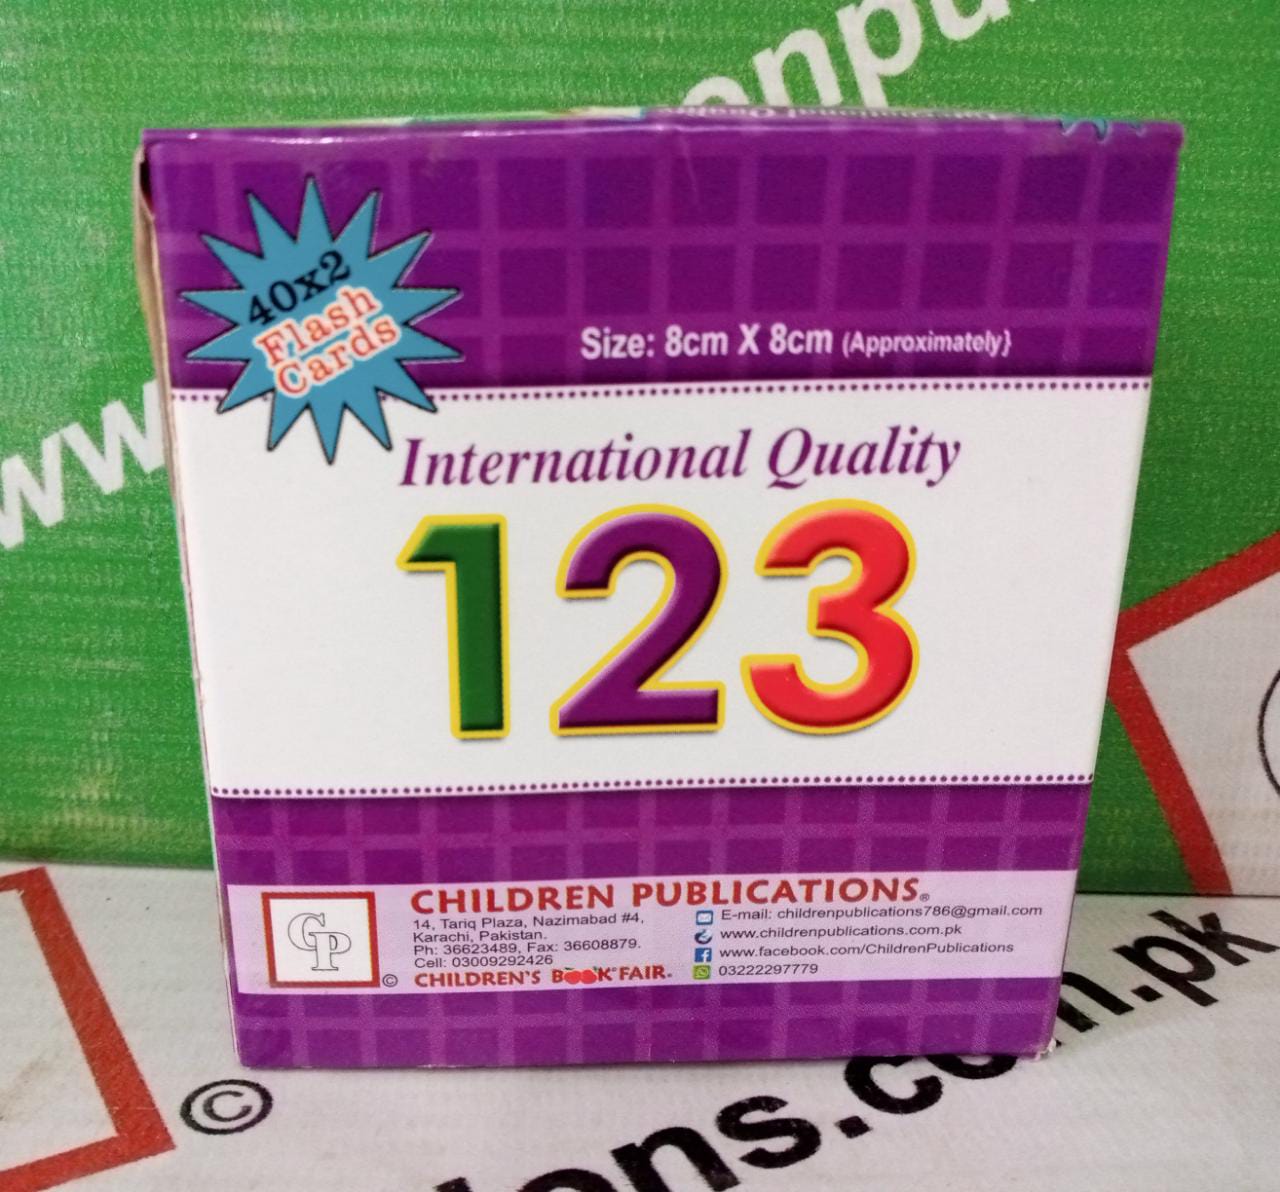 40x2
Flash
Cards
Size: 8cm X 8cm (Approximately}
International Quality
123
CP
CHILDREN PUBLICATIONS®
14, Tariq Plaza, Nazimabad #4,
Karachi, Pakistan.
Ph: 36623489, Fax: 36608879.
Cell: 03009292426
© CHILDREN'S BOOK FAIR.
E-mail: childrenpublications786@gmail.com
www.childrenpublications.com.pk
www.facebook.com/ChildrenPublications
03222297779
www.
©
ons.com.pk